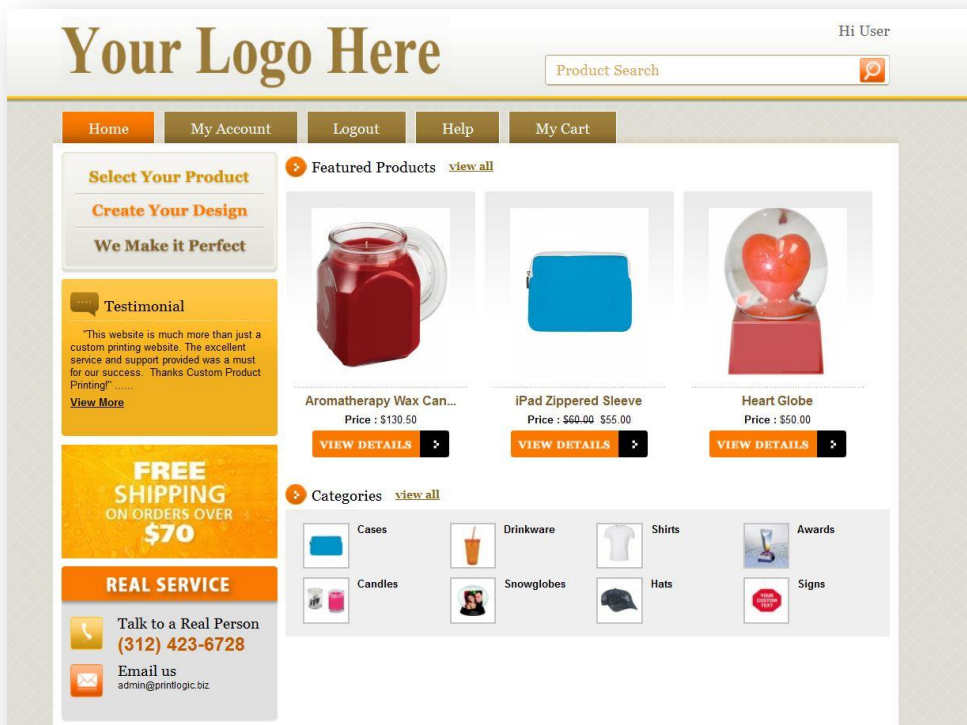 Your Logo Here
Hi User
Product Search
Home
My Account
Logout
Help
My Cart
Select Your Product
Create Your Design
We Make it Perfect
Testimonial
"This website is much more than just a
custom printing website. The excellent
service and support provided was a must
for our success. Thanks Custom Product
Printing!" ......
View More
FREE
SHIPPING
ON ORDERS OVER
$70
REAL SERVICE
Talk to a Real Person
(312) 423-6728
Email us
admin@printlogic.biz
Featured Products view all
Aromatherapy Wax Can...
Price : $130.50
VIEW DETAILS
iPad Zippered Sleeve
Price : $60.00 $55.00
VIEW DETAILS
Heart Globe
Price : $50.00
VIEW DETAILS
Categories view all
Cases
Drinkware
Shirts
Awards
Candles
Snowglobes
Hats
Signs
YOUR
CUSTOM
TEXT